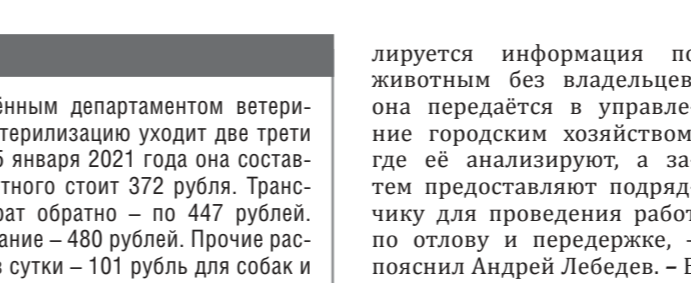 ённым департаментом ветери-
терилизацию уходит две трети
5 января 2021 года она состав-
тного стоит 372 рубля. Транс-
рат обратно – по 447 рублей.
ание – 480 рублей. Прочие рас-
в сутки – 101 рубль для собак и
лируется информация по
животным без владельцев,
она передаётся в управле-
ние городским хозяйством,
где её анализируют, а за-
тем предоставляют подряд-
чику для проведения работ
по отлову и передержке, –
пояснил Андрей Лебедев. – В